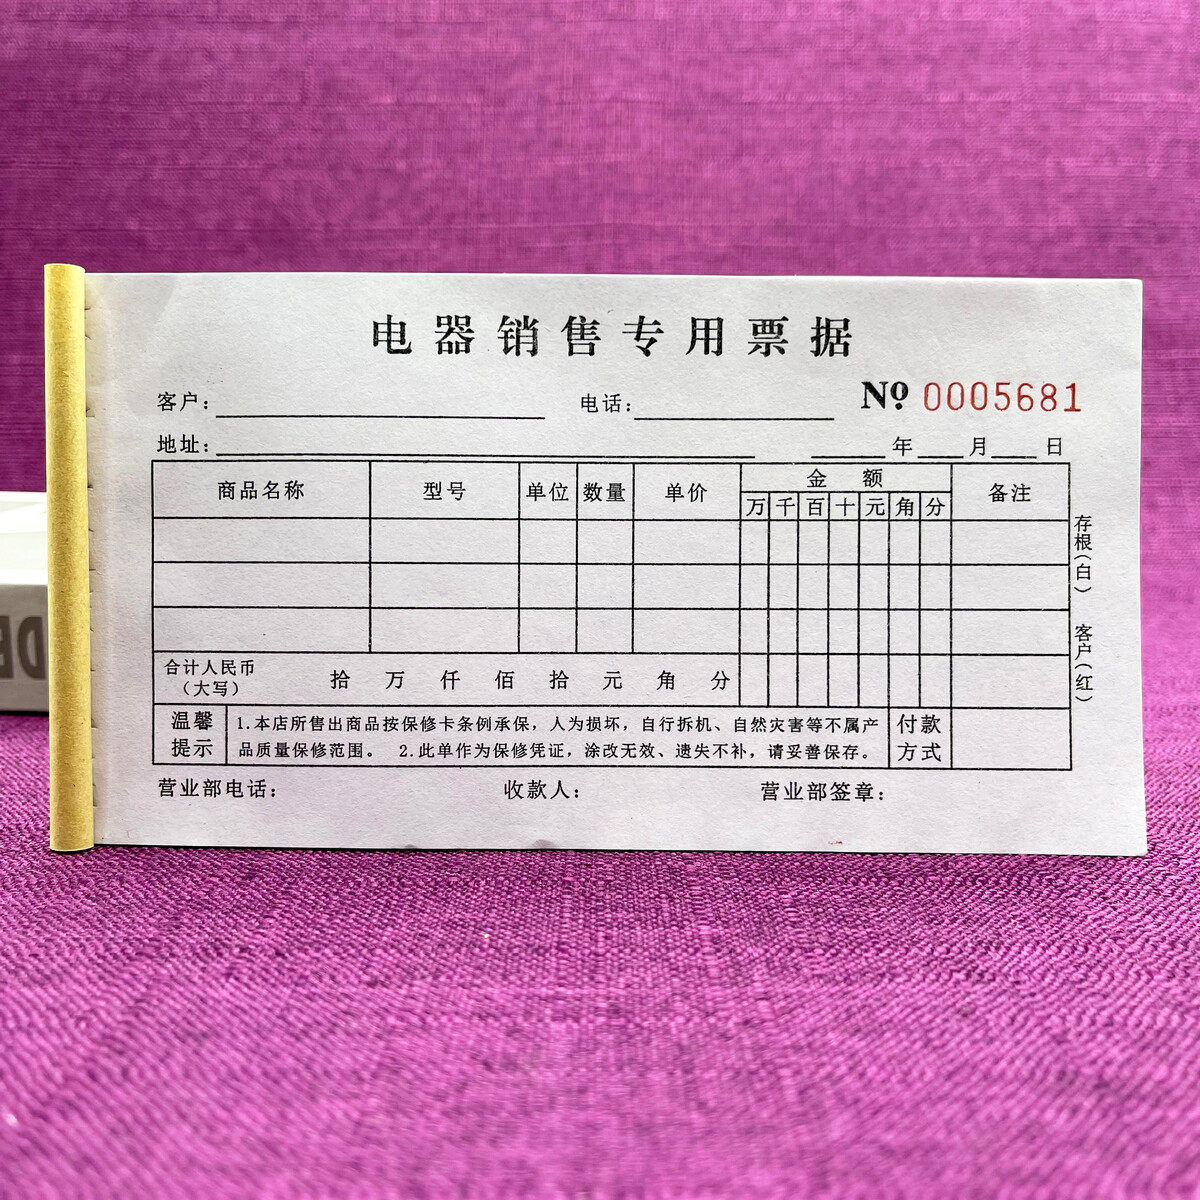 电器销售专用票据
客户： 电话： № 0005681
地址： 年 月 日
商品名称 型号 单位 数量 单价 金额 备注
万 千 百 十 元 角 分
合计人民币
（大写） 拾 万 仟 佰 拾 元 角 分
温馨
提示
1.本店所售出商品按保修卡条例承保，人为损坏，自行拆机、自然灾害等不属产
品质量保修范围。 2.此单作为保修凭证，涂改无效、遗失不补，请妥善保存。
付款
方式
营业部电话： 收款人： 营业部签章：
存根（白） 客户（红）